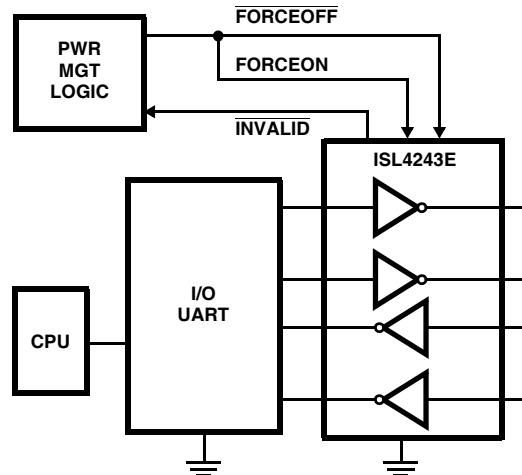 FORCEOFF
PWR
MGT
LOGIC
FORCEON
INVALID
ISL4243E
I/O
UART
CPU